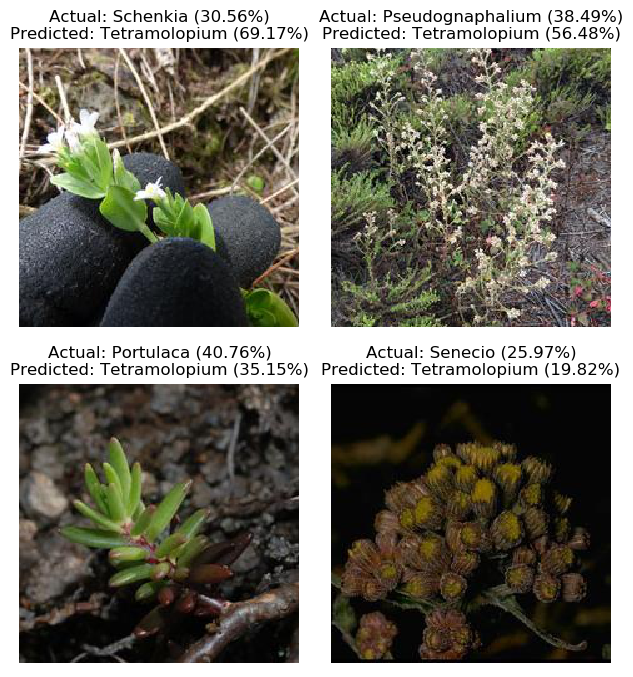 Actual: Schenkia (30.56%)
Predicted: Tetramolopium (69.17%)
Actual: Pseudognaphalium (38.49%)
Predicted: Tetramolopium (56.48%)
Actual: Portulaca (40.76%)
Predicted: Tetramolopium (35.15%)
Actual: Senecio (25.97%)
Predicted: Tetramolopium (19.82%)